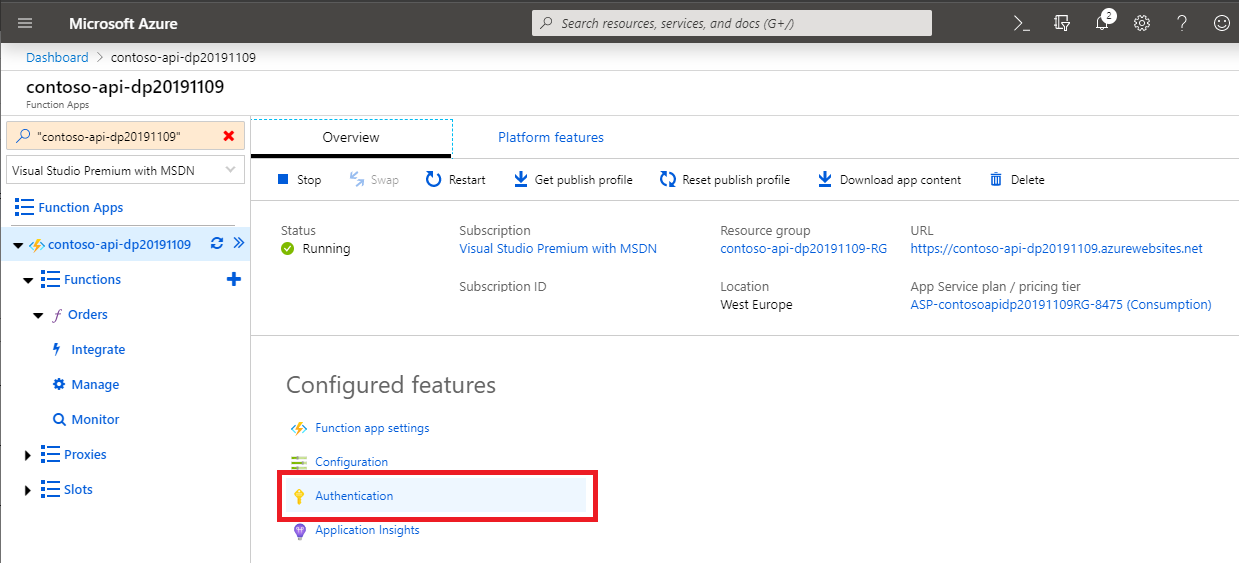 Microsoft Azure
Search resources, services, and docs (G+/)
2
Dashboard > contoso-api-dp20191109
contoso-api-dp20191109
Function Apps
"contoso-api-dp20191109"
Visual Studio Premium with MSDN
Function Apps
contoso-api-dp20191109
Functions
Orders
Integrate
Manage
Monitor
Proxies
Slots
Overview
Platform features
Stop
Swap
Restart
Get publish profile
Reset publish profile
Download app content
Delete
Status
Running
Subscription
Visual Studio Premium with MSDN
Subscription ID
Resource group
contoso-api-dp20191109-RG
Location
West Europe
URL
https://contoso-api-dp20191109.azurewebsites.net
App Service plan / pricing tier
ASP-contosoapidp20191109RG-8475 (Consumption)
Configured features
Function app settings
Configuration
Authentication
Application Insights